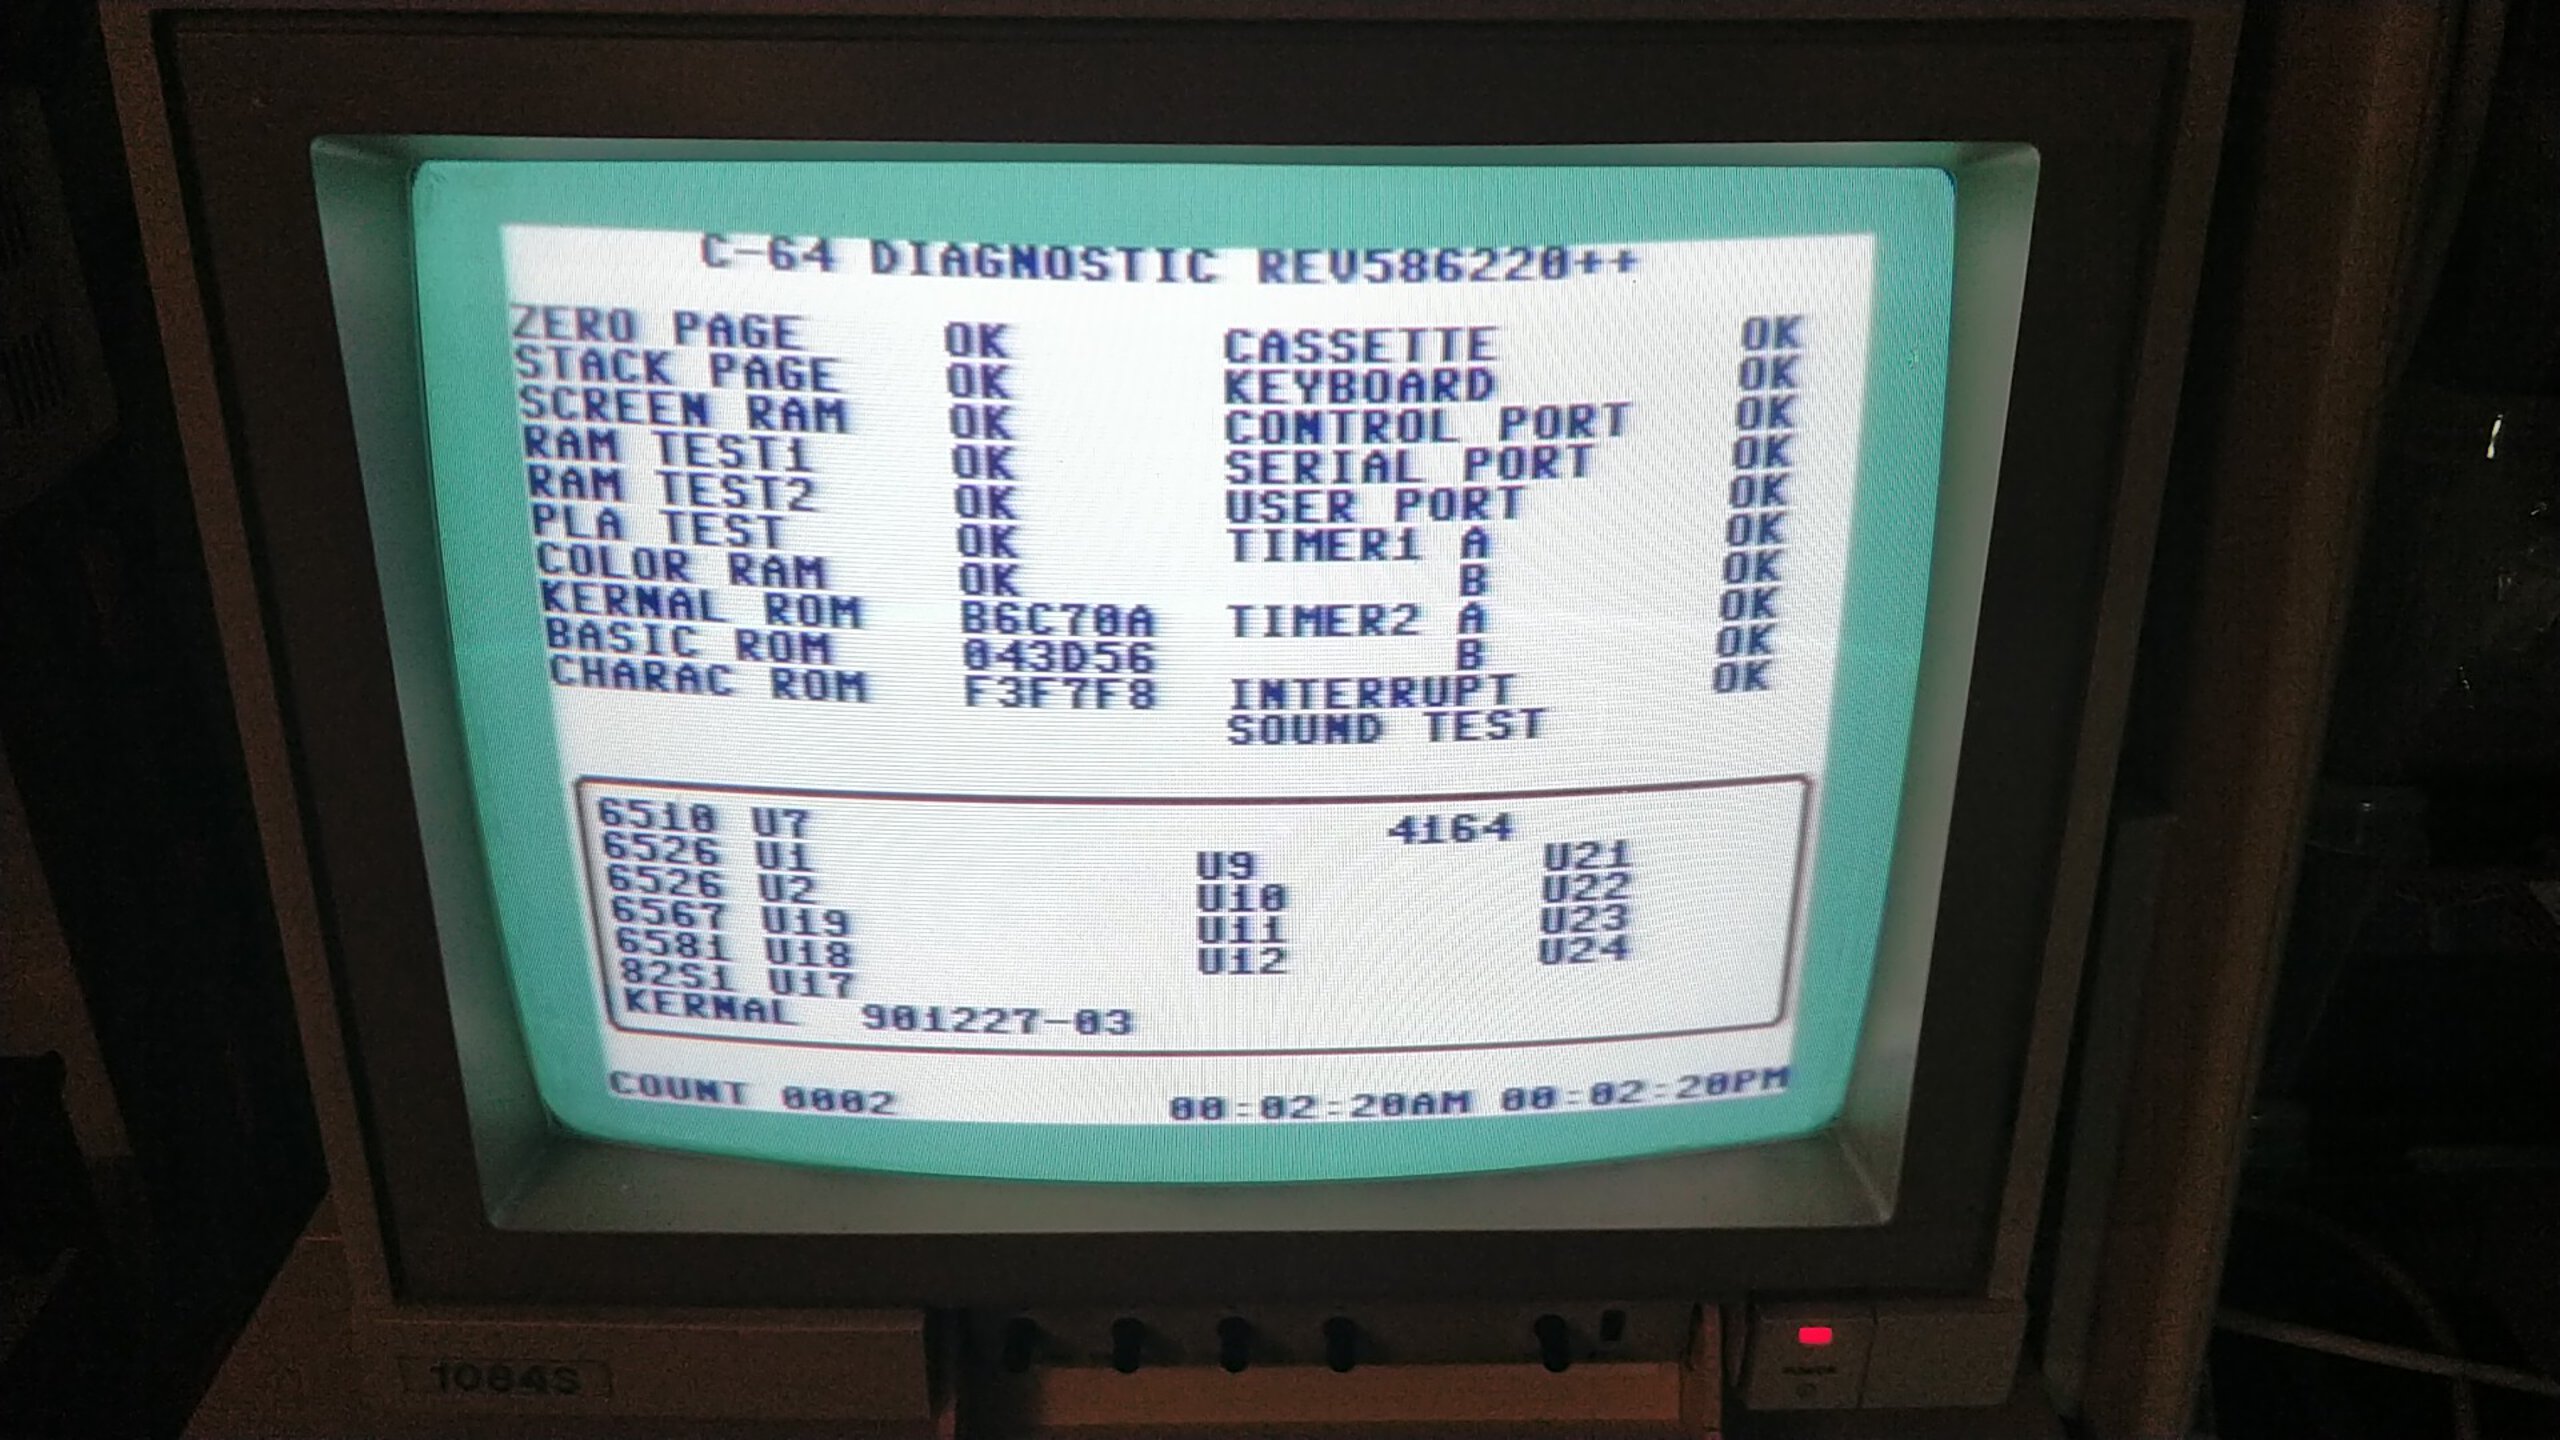 C-64 DIAGNOSTIC REV586220++
ZERO PAGE OK CASSETTE OK
STACK PAGE OK KEYBOARD OK
SCREEN RAM OK CONTROL PORT OK
RAM TEST1 OK SERIAL PORT OK
RAM TEST2 OK USER PORT OK
PLA TEST OK TIMER1 A OK
COLOR RAM OK B OK
KERNAL ROM B6C70A TIMER2 A OK
BASIC ROM 043D56 B OK
CHARAC ROM F3F7F8 INTERRUPT OK
SOUND TEST
6510 U7 4164
6526 U1 U9 U21
6526 U2 U10 U22
6567 U19 U11 U23
6581 U18 U12 U24
82S1 U17
KERNAL 901227-03
COUNT 0002 00:02:20AM 00:02:20PM
1084S
POWER